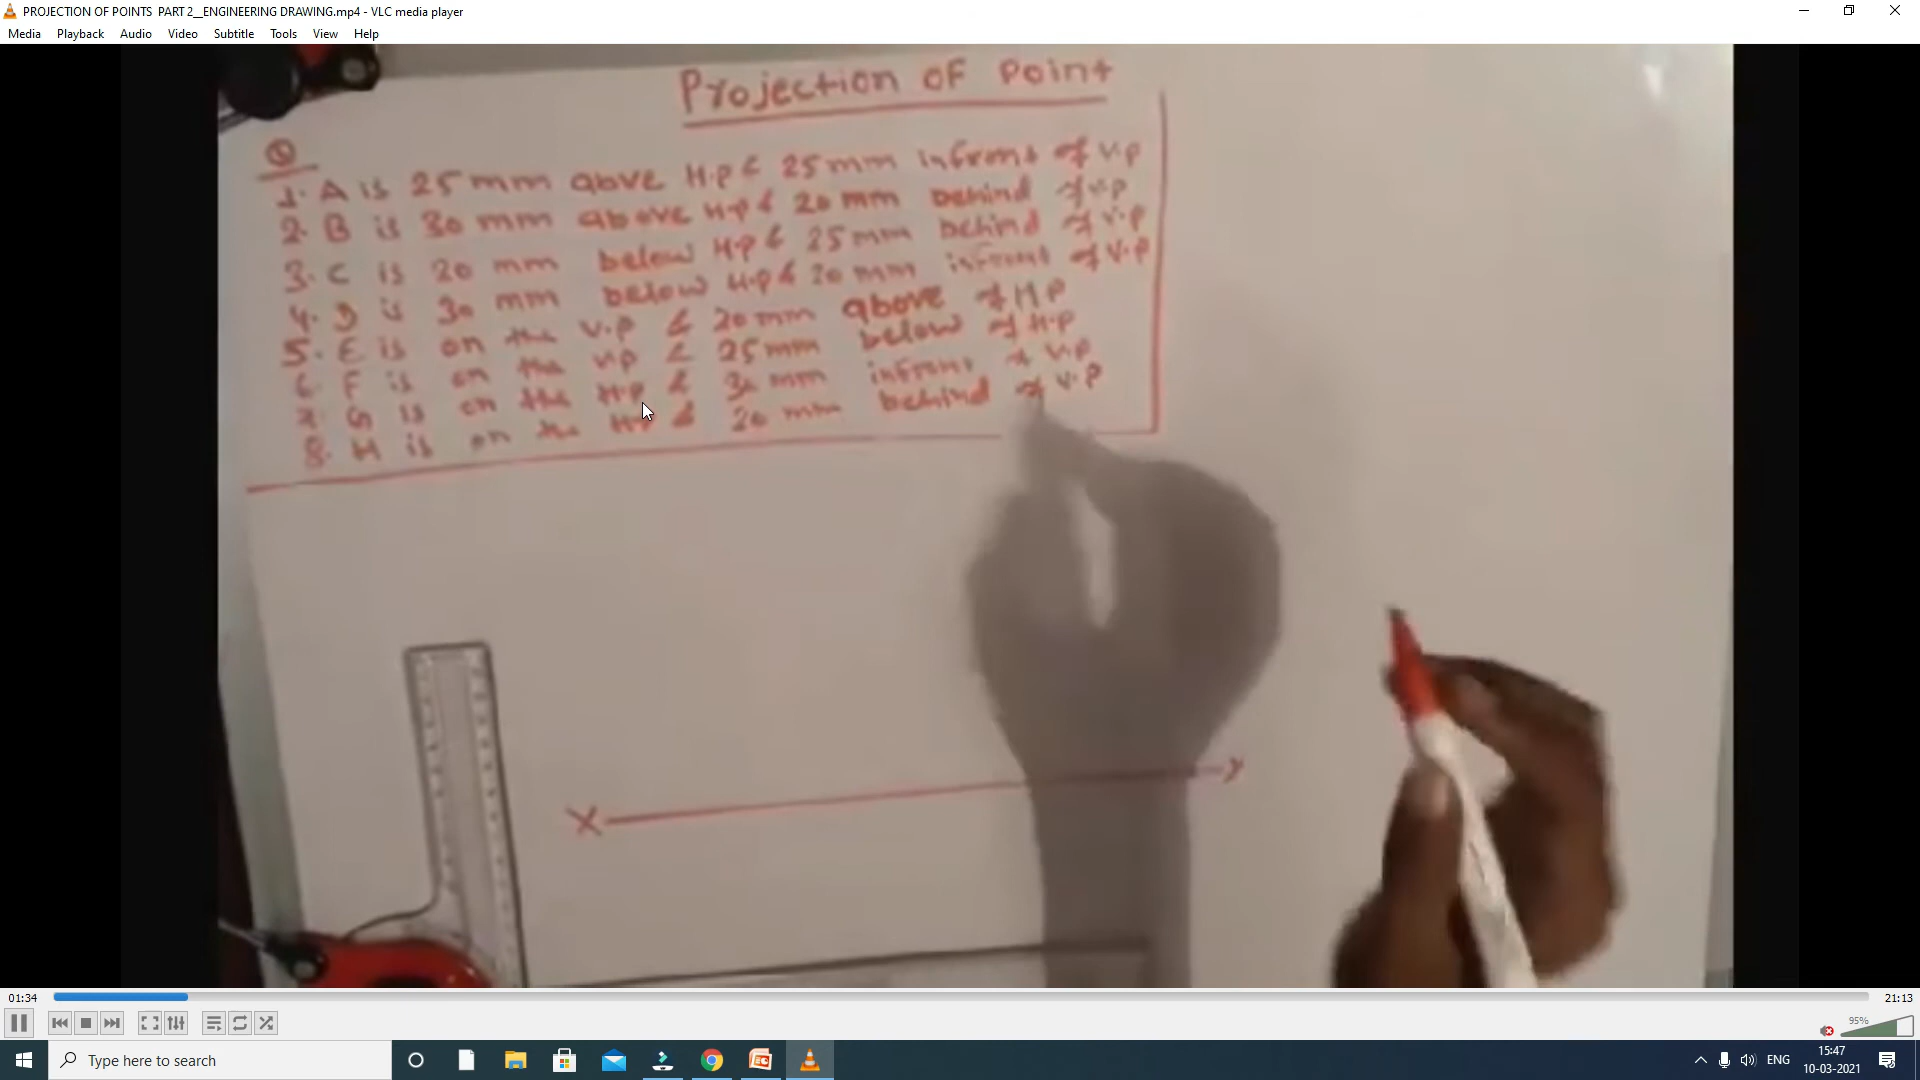 PROJECTION OF POINTS PART 2__ENGINEERING DRAWING.mp4 - VLC media player
Media Playback Audio Video Subtitle Tools View Help
Projection OF Point
1. A is 25 mm above H.P & 25 mm infront of V.P
2. B is 30 mm above H.P & 20 mm behind of V.P
3. C is 20 mm below H.P & 25 mm behind of V.P
4. D is 30 mm below H.P & 20 mm infront of V.P
5. E is on the V.P & 20 mm above of H.P
6. F is on the V.P & 25 mm below of H.P
7. G is on the H.P & 30 mm infront of V.P
8. H is on the H.P & 20 mm behind of V.P
X Y
01:34 21:13
95%
Type here to search
ENG
15:47
10-03-2021